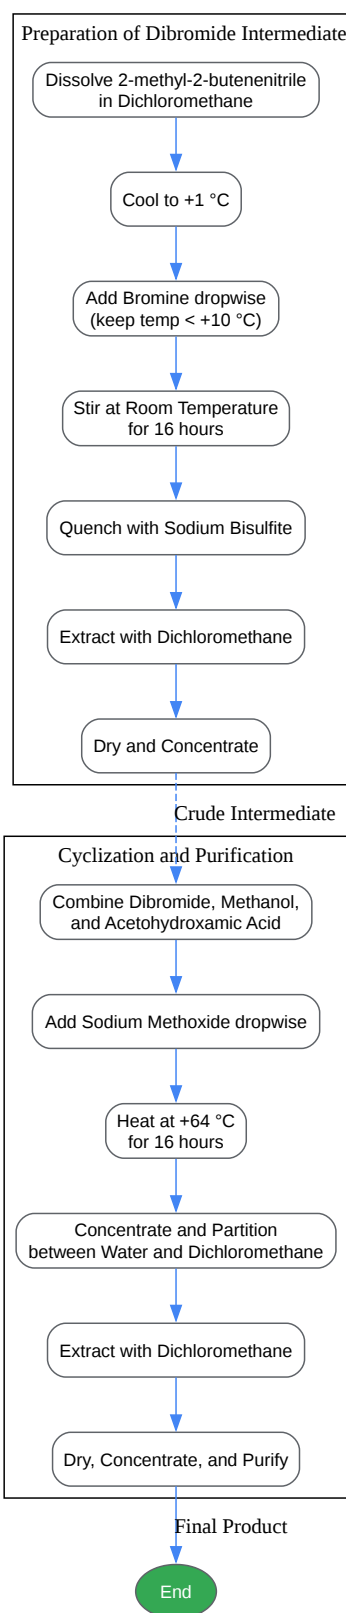 Preparation of Dibromide Intermediate
Dissolve 2-methyl-2-butenenitrile
in Dichloromethane
Cool to +1 °C
Add Bromine dropwise
(keep temp < +10 °C)
Stir at Room Temperature
for 16 hours
Quench with Sodium Bisulfite
Extract with Dichloromethane
Dry and Concentrate
Crude Intermediate
Cyclization and Purification
Combine Dibromide, Methanol,
and Acetohydroxamic Acid
Add Sodium Methoxide dropwise
Heat at +64 °C
for 16 hours
Concentrate and Partition
between Water and Dichloromethane
Extract with Dichloromethane
Dry, Concentrate, and Purify
Final Product
End